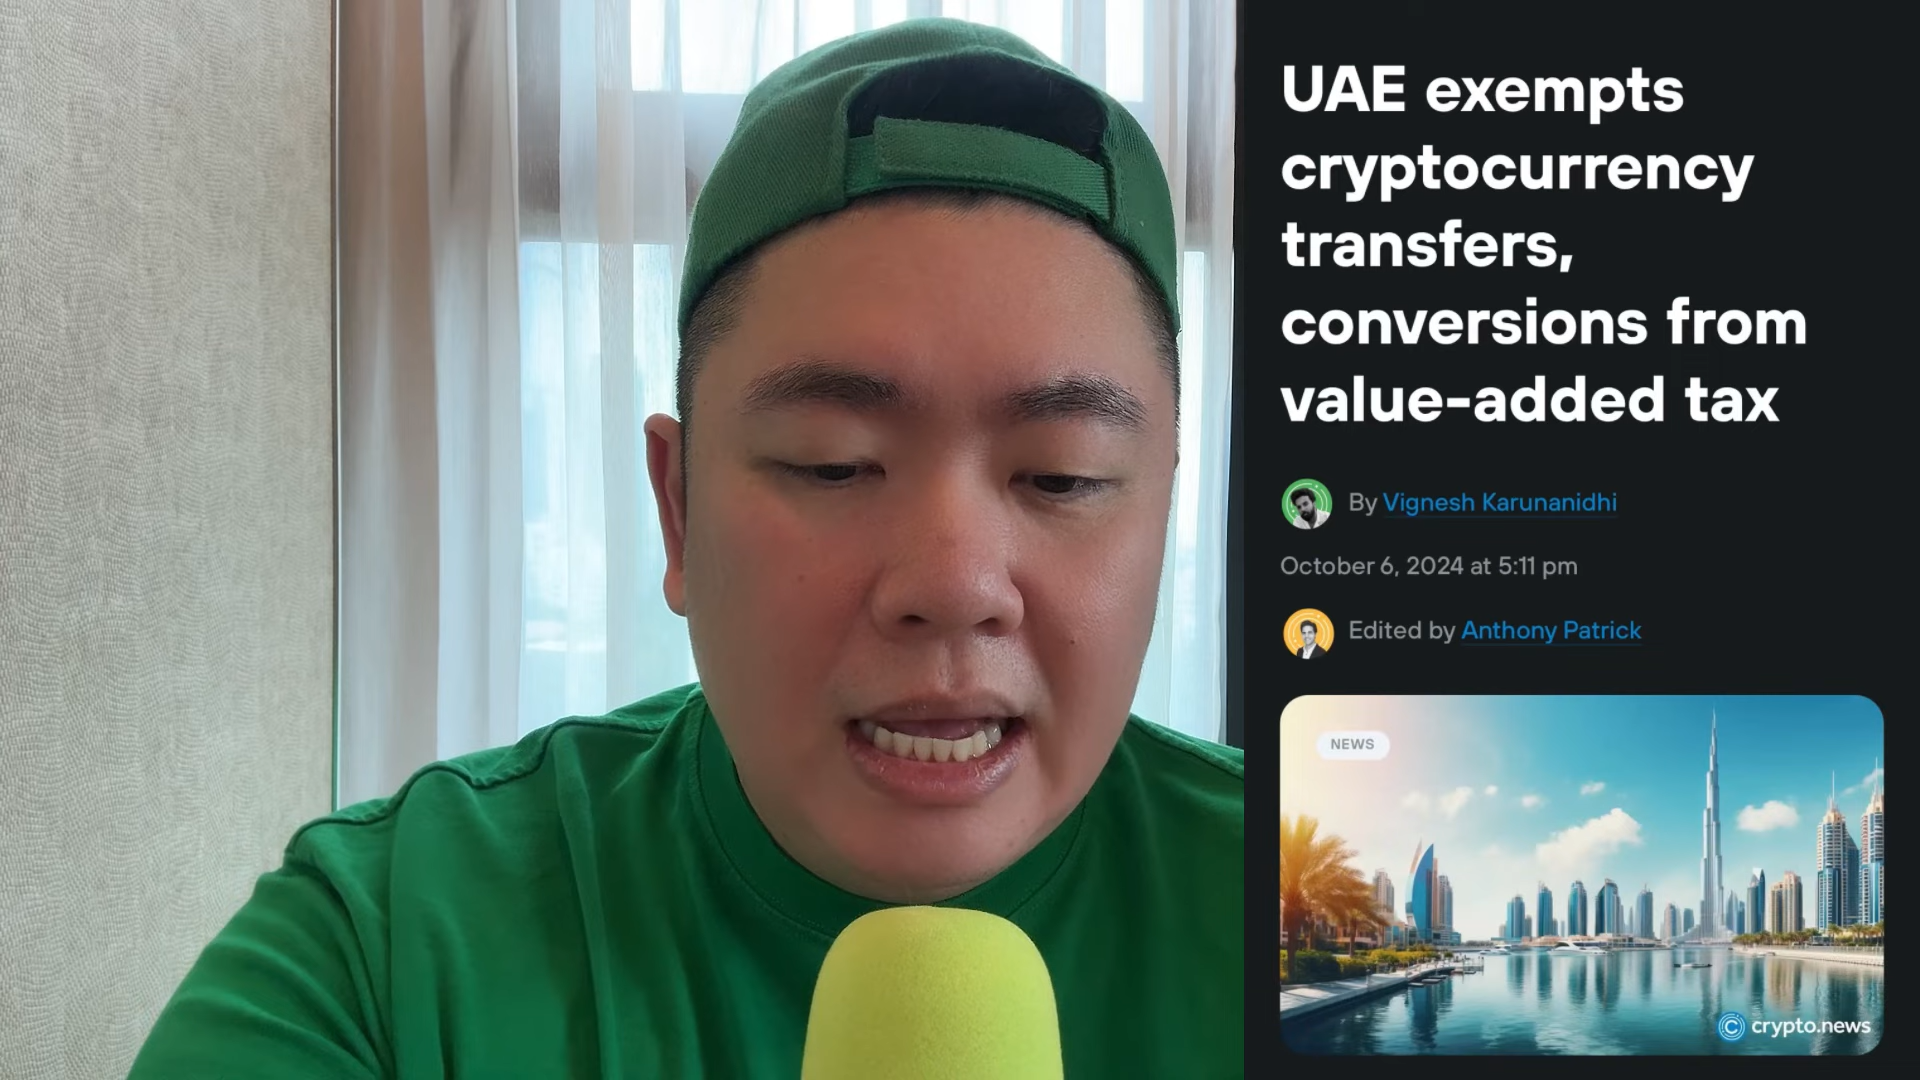 UAE exempts
cryptocurrency
transfers,
conversions from
value-added tax
By Vignesh Karunanidhi
October 6, 2024 at 5:11 pm
Edited by Anthony Patrick
NEWS
crypto.news